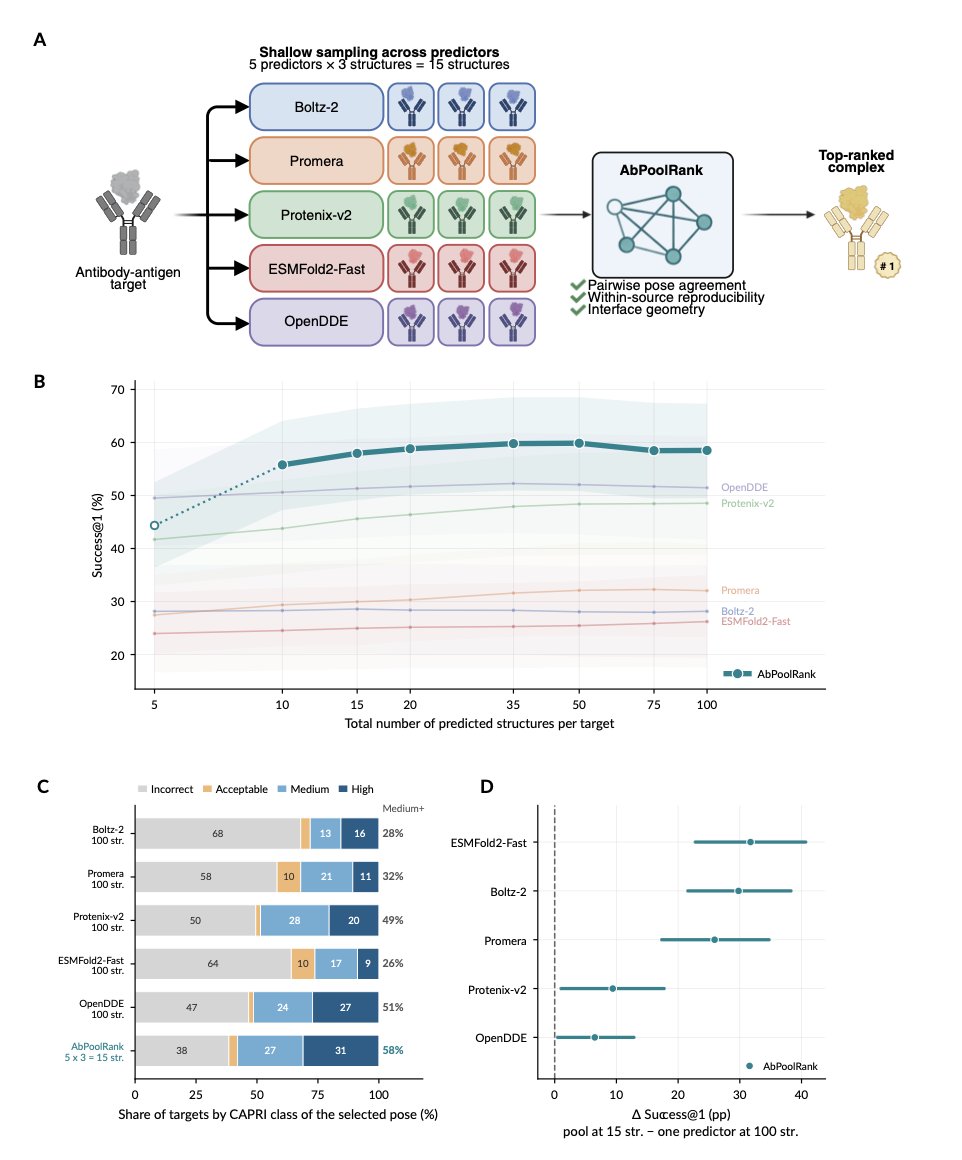 A
Shallow sampling across predictors
5 predictors × 3 structures = 15 structures
Boltz-2
Promera
Protenix-v2
ESMFold2-Fast
OpenDDE
Antibody-antigen
target
AbPoolRank
Pairwise pose agreement
Within-source reproducibility
Interface geometry
Top-ranked
complex
# 1
B
70
60
50
40
30
20
Success@1 (%)
OpenDDE
Protenix-v2
Promera
Boltz-2
ESMFold2-Fast
AbPoolRank
5 10 15 20 35 50 75 100
Total number of predicted structures per target
C
Incorrect Acceptable Medium High
Medium+
Boltz-2
100 str.
68 13 16 28%
Promera
100 str.
58 10 21 11 32%
Protenix-v2
100 str.
50 28 20 49%
ESMFold2-Fast
100 str.
64 10 17 9 26%
OpenDDE
100 str.
47 24 27 51%
AbPoolRank
5 x 3 = 15 str.
38 27 31 58%
0 25 50 75 100
Share of targets by CAPRI class of the selected pose (%)
D
ESMFold2-Fast
Boltz-2
Promera
Protenix-v2
OpenDDE
AbPoolRank
0 10 20 30 40
Δ Success@1 (pp)
pool at 15 str. − one predictor at 100 str.